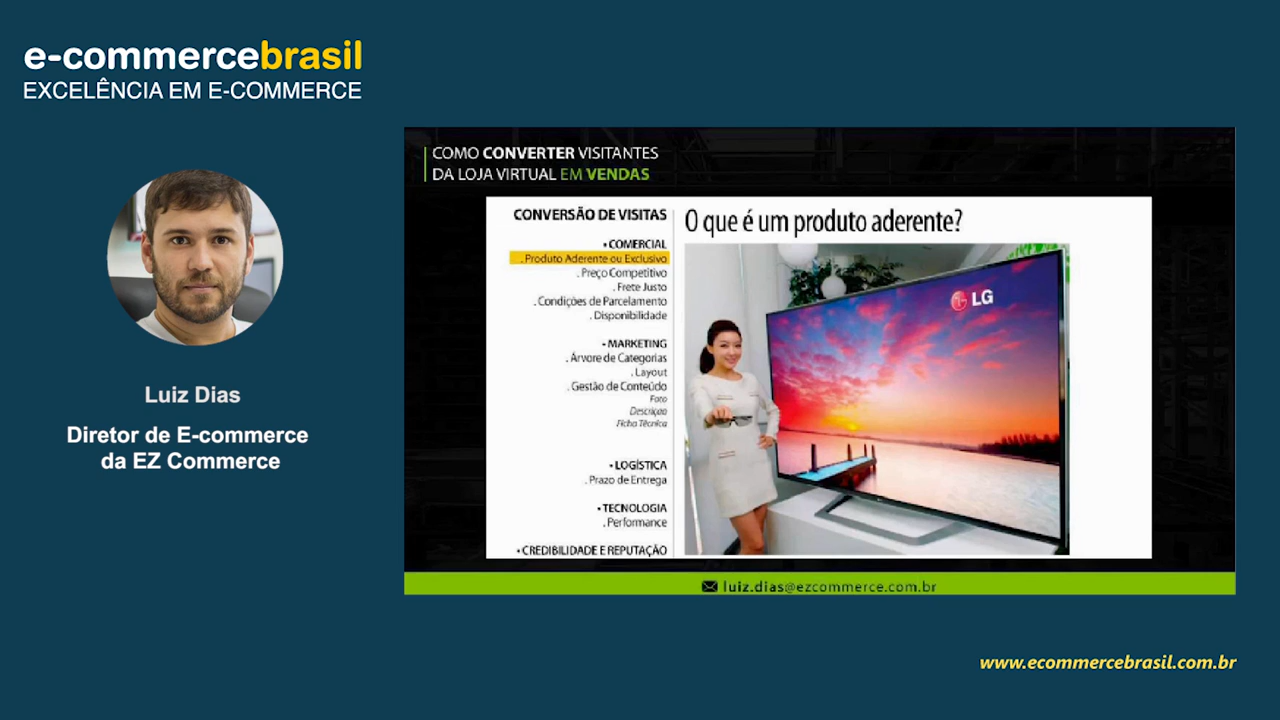 e-commercebrasil
EXCELÊNCIA EM E-COMMERCE
Luiz Dias
Diretor de E-commerce
da EZ Commerce
COMO CONVERTER VISITANTES
DA LOJA VIRTUAL EM VENDAS
CONVERSÃO DE VISITAS
• COMERCIAL
. Produto Aderente ou Exclusivo
. Preço Competitivo
. Frete Justo
. Condições de Parcelamento
. Disponibilidade
• MARKETING
. Árvore de Categorias
. Layout
. Gestão de Conteúdo
Foto
Descrição
Ficha Técnica
• LOGÍSTICA
. Prazo de Entrega
• TECNOLOGIA
. Performance
• CREDIBILIDADE E REPUTAÇÃO
O que é um produto aderente?
LG
luiz.dias@ezcommerce.com.br
www.ecommercebrasil.com.br